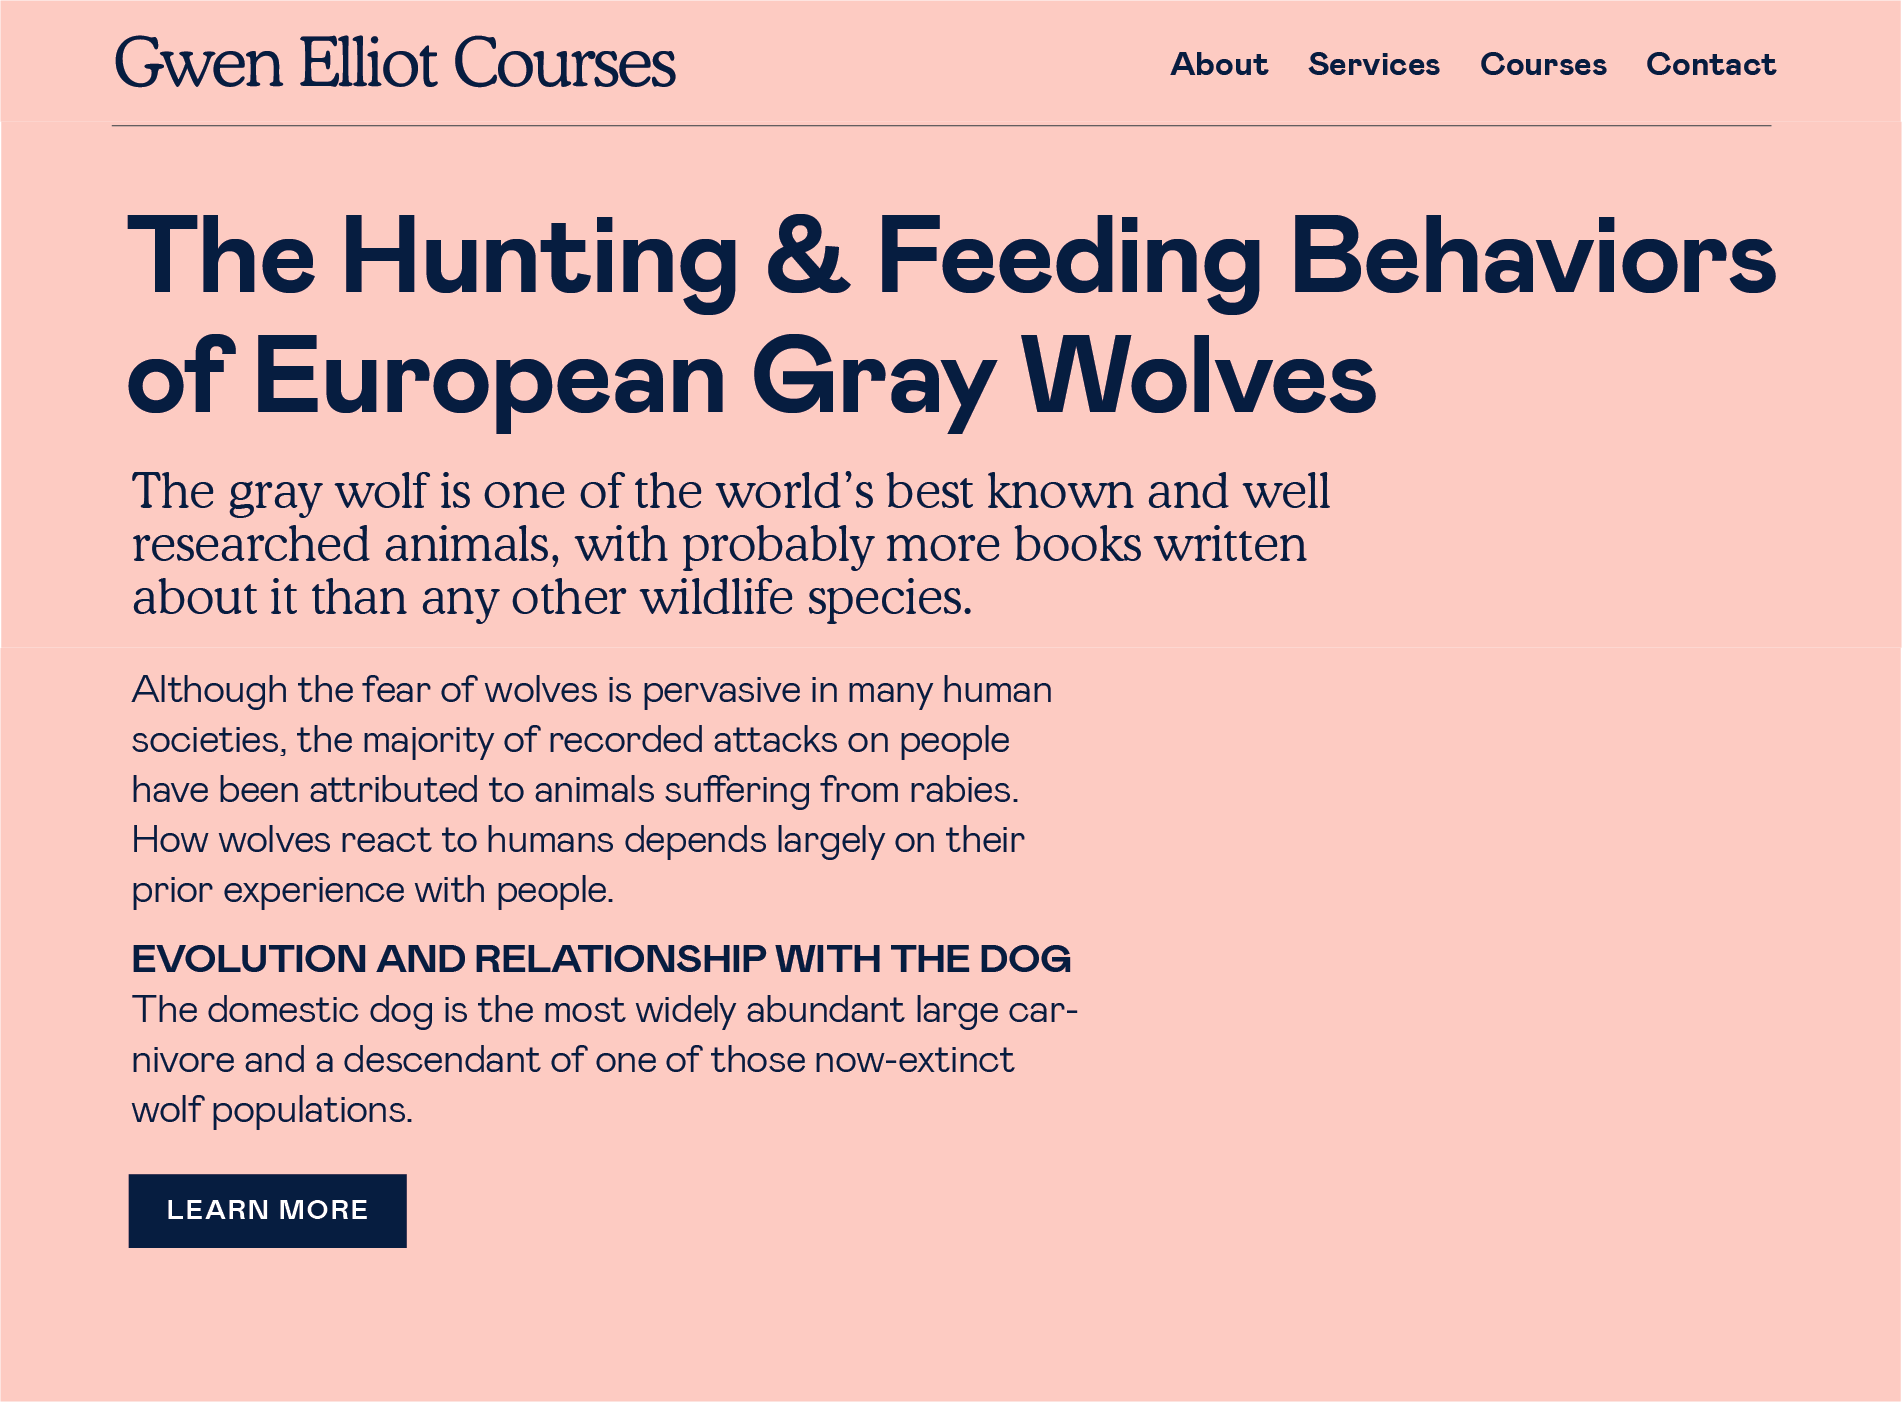 Gwen Elliot Courses
About Services Courses Contact
The Hunting & Feeding Behaviors
of European Gray Wolves
The gray wolf is one of the world’s best known and well
researched animals, with probably more books written
about it than any other wildlife species.
Although the fear of wolves is pervasive in many human
societies, the majority of recorded attacks on people
have been attributed to animals suffering from rabies.
How wolves react to humans depends largely on their
prior experience with people.
EVOLUTION AND RELATIONSHIP WITH THE DOG
The domestic dog is the most widely abundant large car-
nivore and a descendant of one of those now-extinct
wolf populations.
LEARN MORE